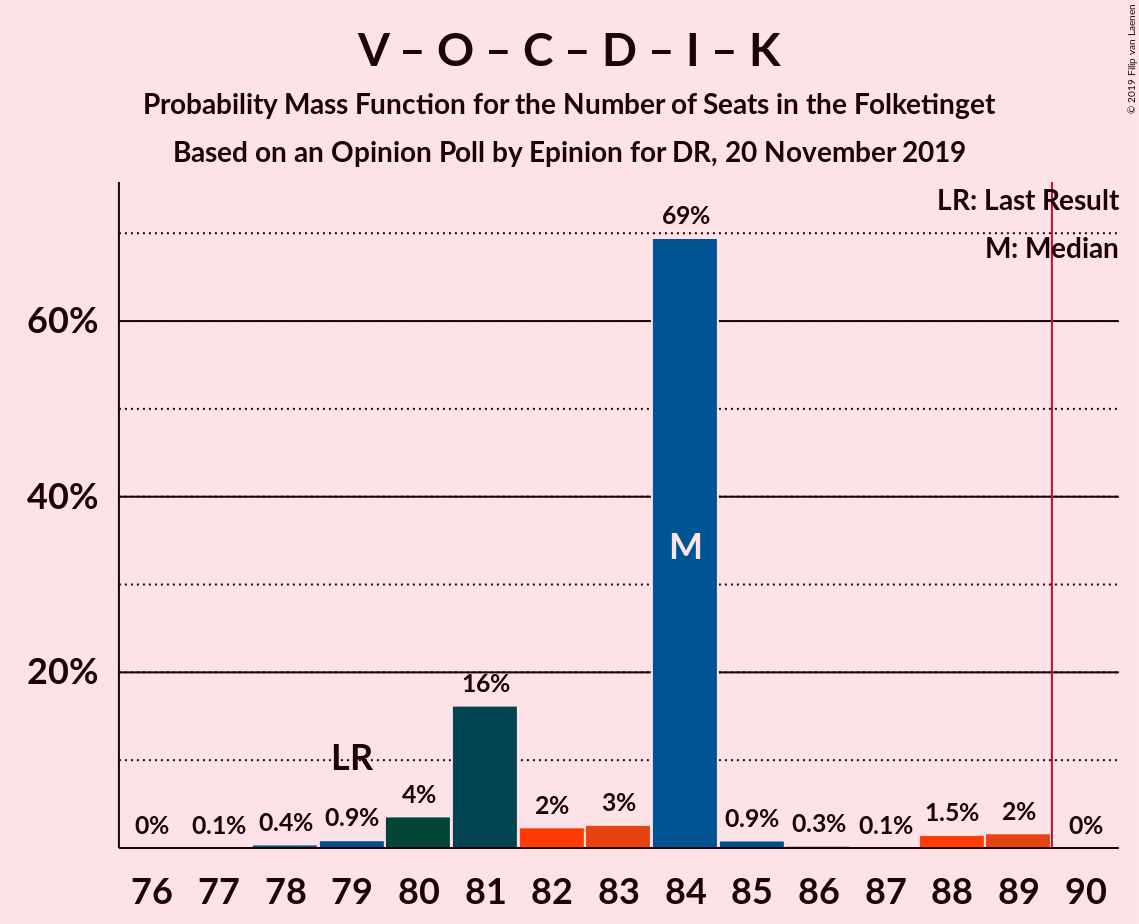 V – O – C – D – I – K
Probability Mass Function for the Number of Seats in the Folketinget
Based on an Opinion Poll by Epinion for DR, 20 November 2019
© 2019 Filip van Laenen
LR: Last Result
M: Median
69%
60%
40%
M
20%
16%
LR
0%
0.1%
0.4%
0.9%
4%
2%
3%
0.9%
0.3%
0.1%
1.5%
2%
0%
76 77 78 79 80 81 82 83 84 85 86 87 88 89 90